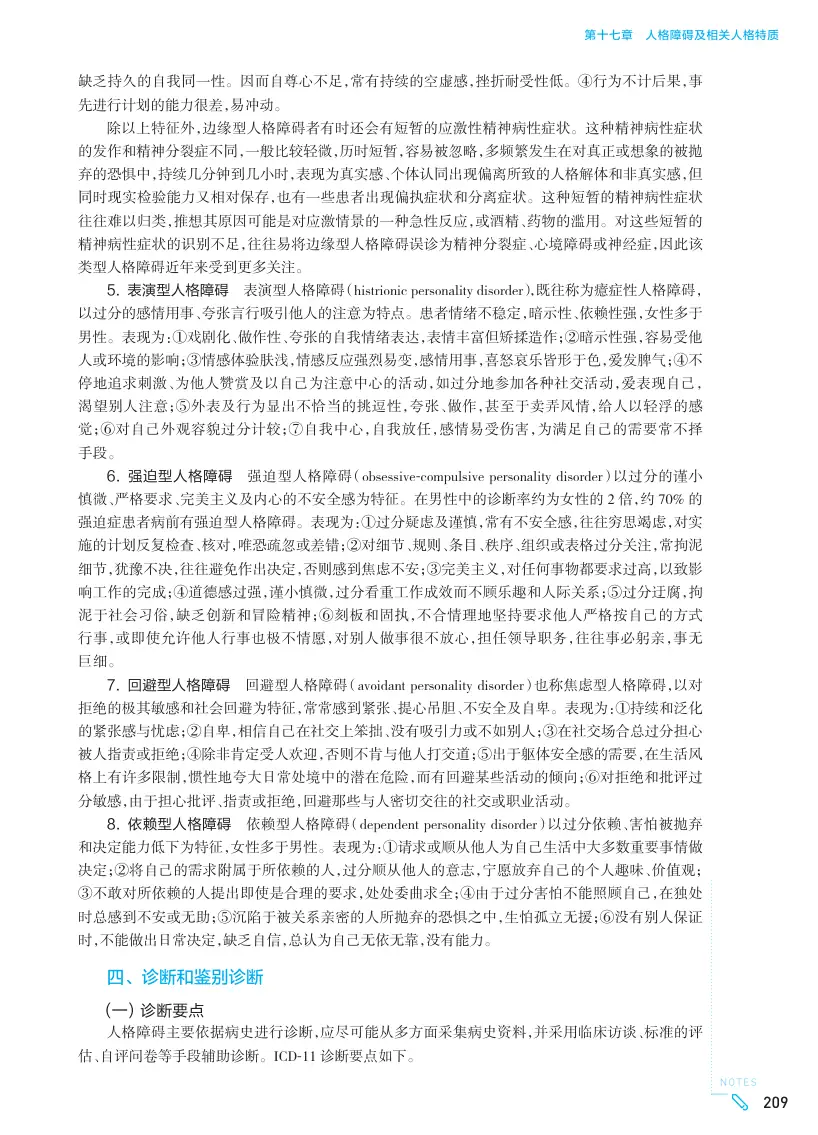 第十七章 人格障碍及相关人格特质
缺乏持久的自我同一性。因而自尊心不足,常有持续的空虚感,挫折耐受性低。④行为不计后果,事
先进行计划的能力很差,易冲动。
除以上特征外,边缘型人格障碍者有时还会有短暂的应激性精神病性症状。这种精神病性症状
的发作和精神分裂症不同,一般比较轻微,历时短暂,容易被忽略,多频繁发生在对真正或想象的被抛
弃的恐惧中,持续几分钟到几小时,表现为真实感、个体认同出现偏离所致的人格解体和非真实感,但
同时现实检验能力又相对保存,也有一些患者出现偏执症状和分离症状。这种短暂的精神病性症状
往往难以归类,推想其原因可能是对应激情景的一种急性反应,或酒精、药物的滥用。对这些短暂的
精神病性症状的识别不足,往往易将边缘型人格障碍误诊为精神分裂症、心境障碍或神经症,因此该
类型人格障碍近年来受到更多关注。
5. 表演型人格障碍 表演型人格障碍(histrionic personality disorder),既往称为癔症性人格障碍,
以过分的感情用事、夸张言行吸引他人的注意为特点。患者情绪不稳定,暗示性、依赖性强,女性多于
男性。表现为:①戏剧化、做作性、夸张的自我情绪表达,表情丰富但矫揉造作;②暗示性强,容易受他
人或环境的影响;③情感体验肤浅,情感反应强烈易变,感情用事,喜怒哀乐皆形于色,爱发脾气;④不
停地追求刺激、为他人赞赏及以自己为注意中心的活动,如过分地参加各种社交活动,爱表现自己,
渴望别人注意;⑤外表及行为显出不恰当的挑逗性,夸张、做作,甚至于卖弄风情,给人以轻浮的感
觉;⑥对自己外观容貌过分计较;⑦自我中心,自我放任,感情易受伤害,为满足自己的需要常不择
手段。
6. 强迫型人格障碍 强迫型人格障碍(obsessive-compulsive personality disorder)以过分的谨小
慎微、严格要求、完美主义及内心的不安全感为特征。在男性中的诊断率约为女性的 2 倍,约 70% 的
强迫症患者病前有强迫型人格障碍。表现为:①过分疑虑及谨慎,常有不安全感,往往穷思竭虑,对实
施的计划反复检查、核对,唯恐疏忽或差错;②对细节、规则、条目、秩序、组织或表格过分关注,常拘泥
细节,犹豫不决,往往避免作出决定,否则感到焦虑不安;③完美主义,对任何事物都要求过高,以致影
响工作的完成;④道德感过强,谨小慎微,过分看重工作成效而不顾乐趣和人际关系;⑤过分迂腐,拘
泥于社会习俗,缺乏创新和冒险精神;⑥刻板和固执,不合情理地坚持要求他人严格按自己的方式
行事,或即使允许他人行事也极不情愿,对别人做事很不放心,担任领导职务,往往事必躬亲,事无
巨细。
7. 回避型人格障碍 回避型人格障碍(avoidant personality disorder)也称焦虑型人格障碍,以对
拒绝的极其敏感和社会回避为特征,常常感到紧张、提心吊胆、不安全及自卑。表现为:①持续和泛化
的紧张感与忧虑;②自卑,相信自己在社交上笨拙、没有吸引力或不如别人;③在社交场合总过分担心
被人指责或拒绝;④除非肯定受人欢迎,否则不肯与他人打交道;⑤出于躯体安全感的需要,在生活风
格上有许多限制,惯性地夸大日常处境中的潜在危险,而有回避某些活动的倾向;⑥对拒绝和批评过
分敏感,由于担心批评、指责或拒绝,回避那些与人密切交往的社交或职业活动。
8. 依赖型人格障碍 依赖型人格障碍(dependent personality disorder)以过分依赖、害怕被抛弃
和决定能力低下为特征,女性多于男性。表现为:①请求或顺从他人为自己生活中大多数重要事情做
决定;②将自己的需求附属于所依赖的人,过分顺从他人的意志,宁愿放弃自己的个人趣味、价值观;
③不敢对所依赖的人提出即使是合理的要求,处处委曲求全;④由于过分害怕不能照顾自己,在独处
时总感到不安或无助;⑤沉陷于被关系亲密的人所抛弃的恐惧之中,生怕孤立无援;⑥没有别人保证
时,不能做出日常决定,缺乏自信,总认为自己无依无靠,没有能力。
四、诊断和鉴别诊断
(一) 诊断要点
人格障碍主要依据病史进行诊断,应尽可能从多方面采集病史资料,并采用临床访谈、标准的评
估、自评问卷等手段辅助诊断。ICD-11 诊断要点如下。
NOTES
209